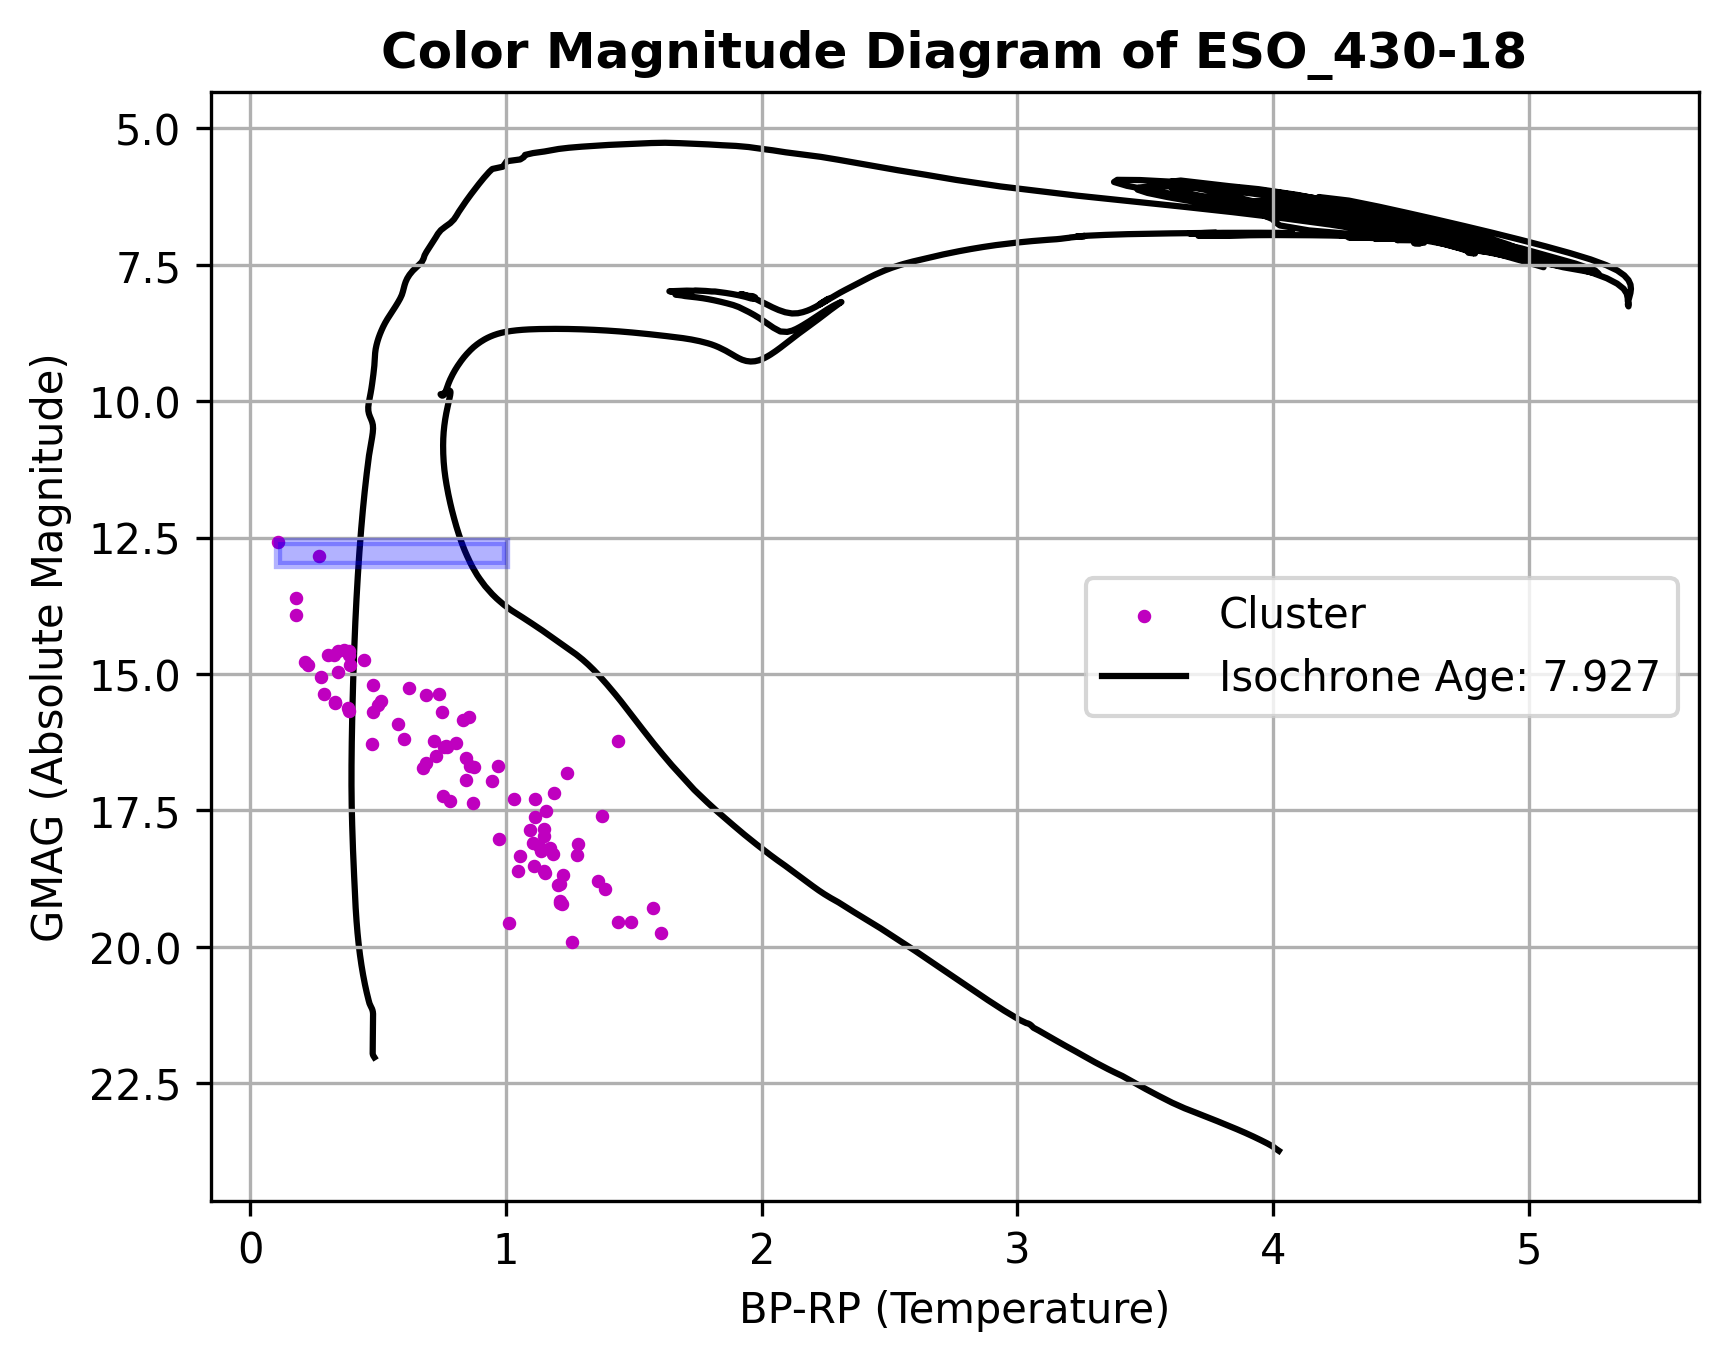 Color Magnitude Diagram of ESO_430-18
GMAG (Absolute Magnitude)
5.0
7.5
10.0
12.5
15.0
17.5
20.0
22.5
Cluster
Isochrone Age: 7.927
0 1 2 3 4 5
BP-RP (Temperature)